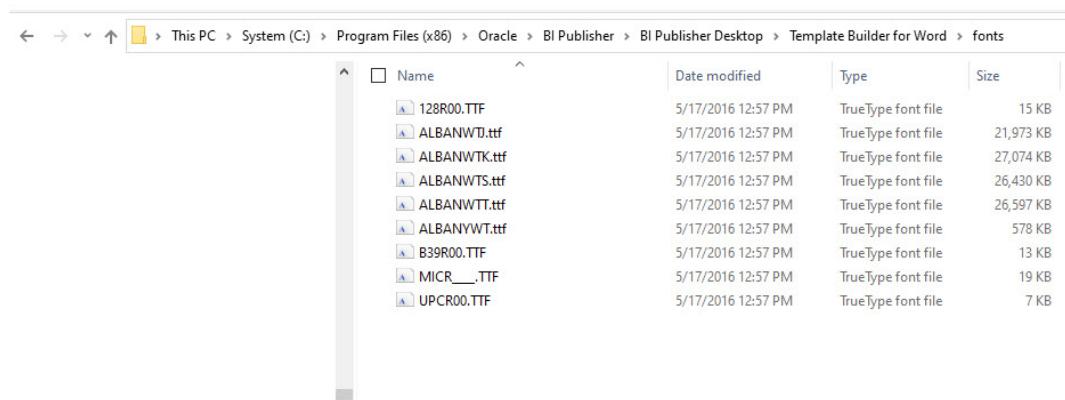 This PC > System (C:) > Program Files (x86) > Oracle > BI Publisher > BI Publisher Desktop > Template Builder for Word > fonts
Name Date modified Type Size
128R00.TTF 5/17/2016 12:57 PM TrueType font file 15 KB
ALBANWTJ.ttf 5/17/2016 12:57 PM TrueType font file 21,973 KB
ALBANWTK.ttf 5/17/2016 12:57 PM TrueType font file 27,074 KB
ALBANWTS.ttf 5/17/2016 12:57 PM TrueType font file 26,430 KB
ALBANWTT.ttf 5/17/2016 12:57 PM TrueType font file 26,597 KB
ALBANYWT.ttf 5/17/2016 12:57 PM TrueType font file 578 KB
B39R00.TTF 5/17/2016 12:57 PM TrueType font file 13 KB
MICR____.TTF 5/17/2016 12:57 PM TrueType font file 19 KB
UPCR00.TTF 5/17/2016 12:57 PM TrueType font file 7 KB